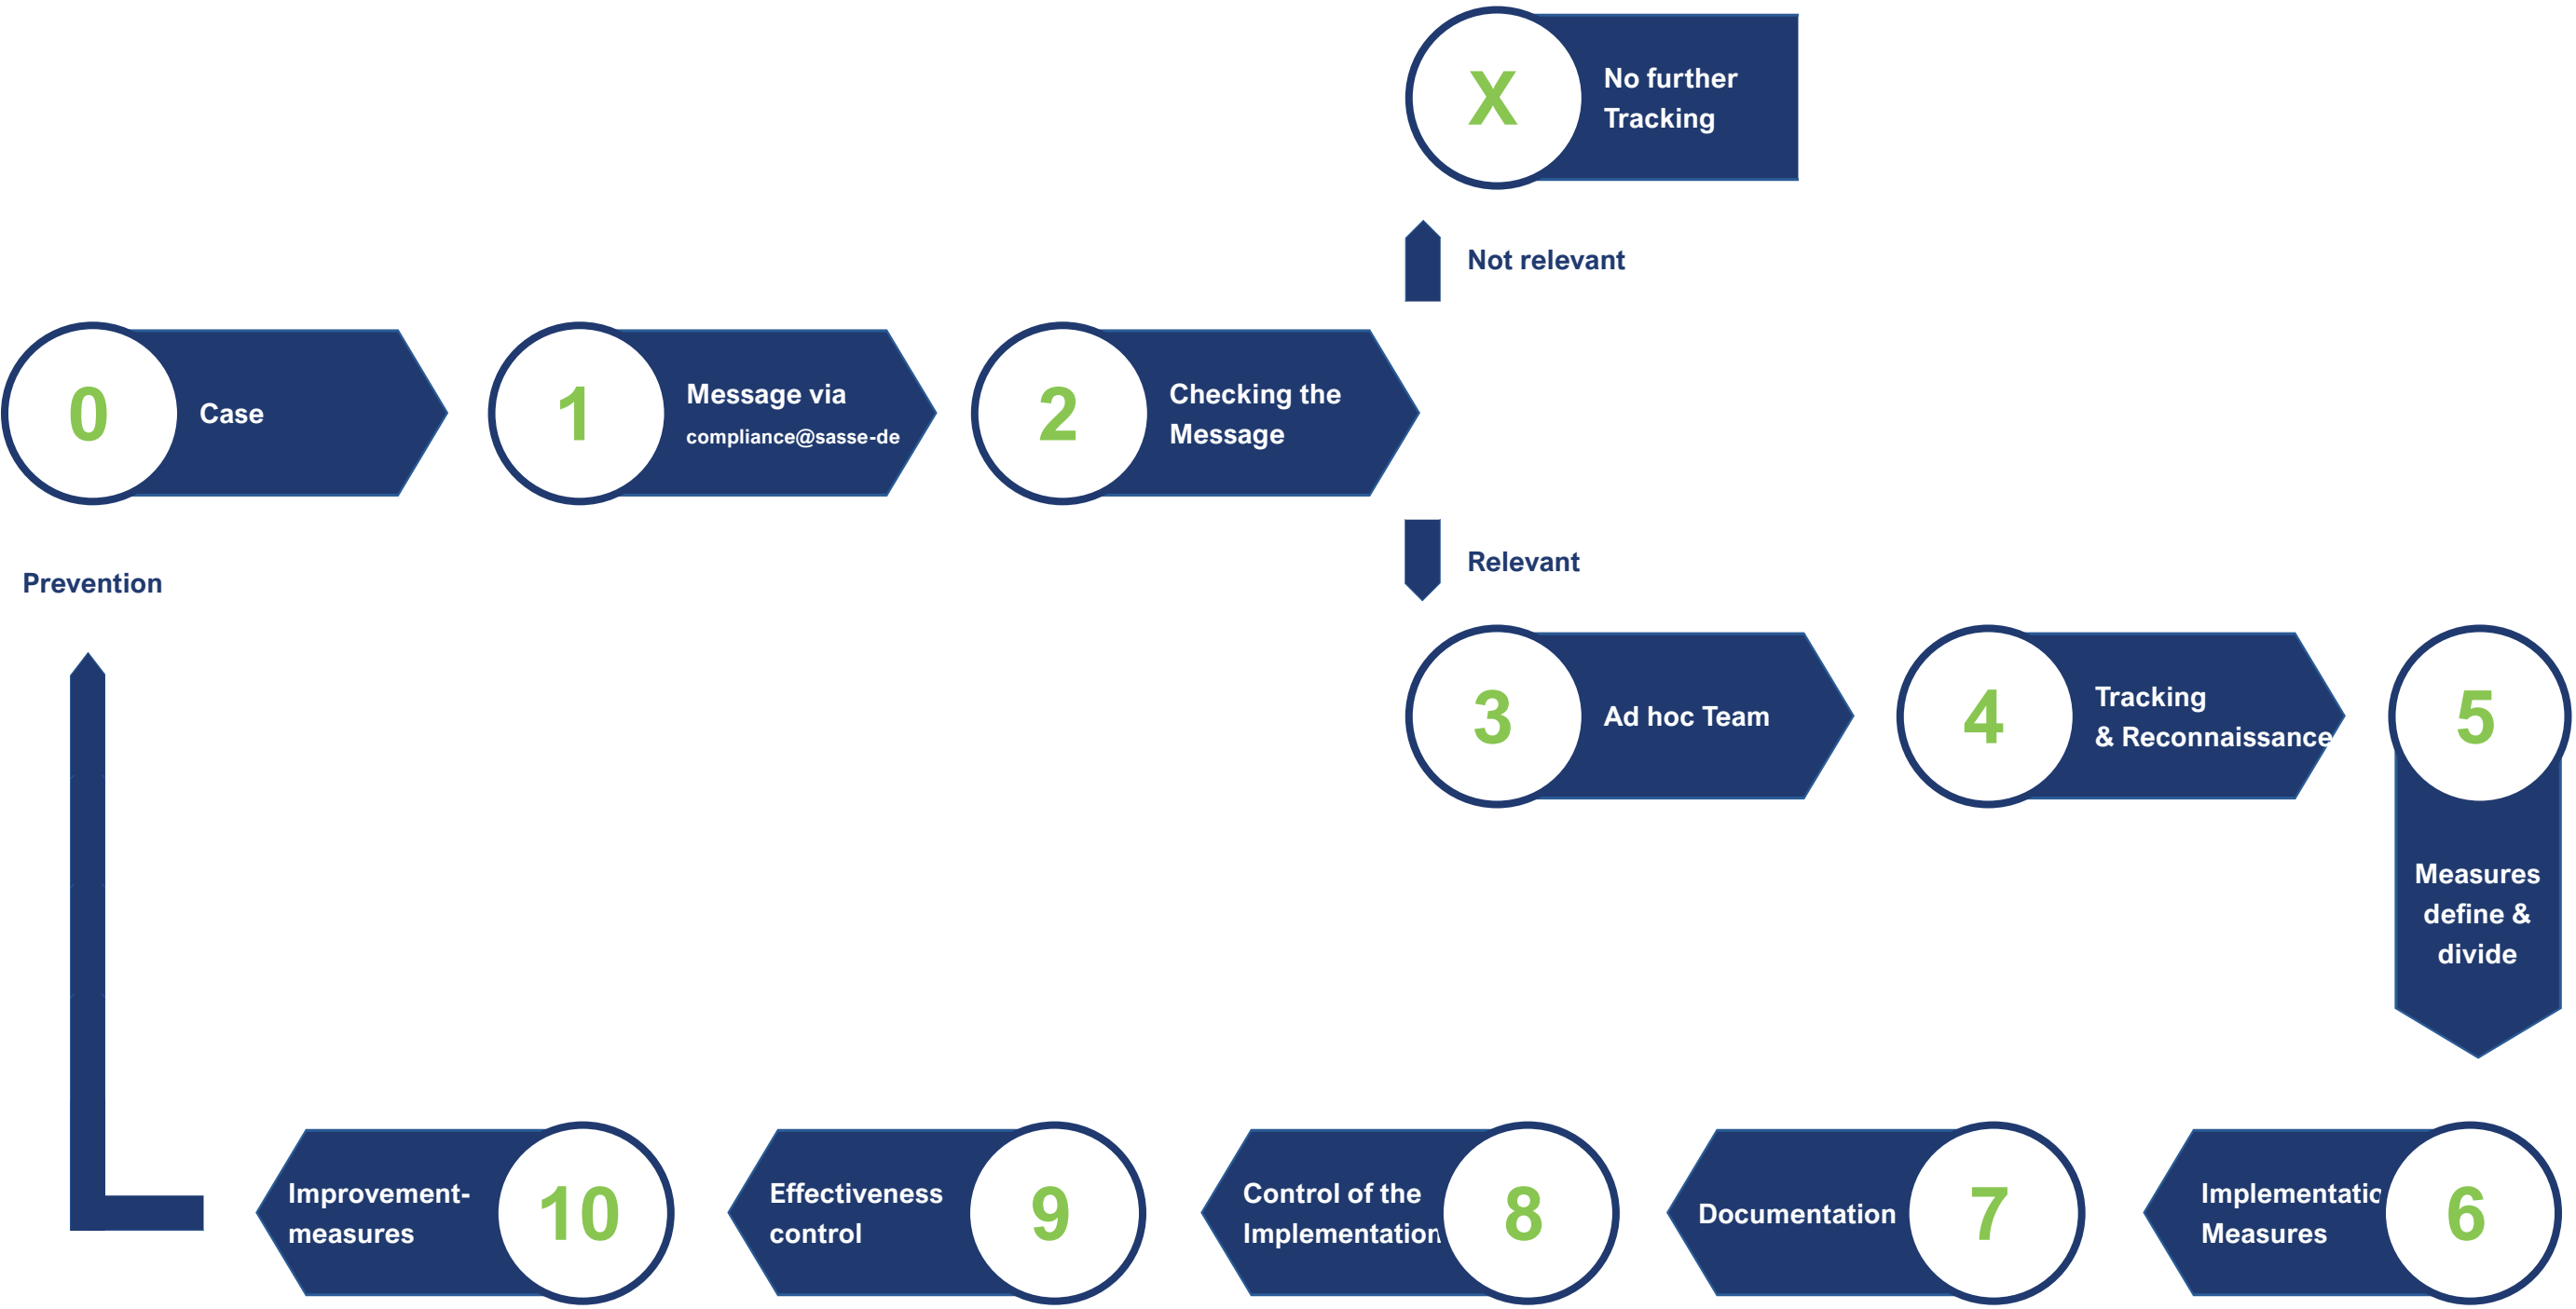 X
No further
Tracking
Not relevant
0
Case
1
Message via
compliance@sasse-de
2
Checking the
Message
Relevant
Prevention
3
Ad hoc Team
4
Tracking
& Reconnaissance
5
Measures
define &
divide
Improvement-
measures
10
Effectiveness
control
9
Control of the
Implementation
8
Documentation
7
Implementatio
Measures
6